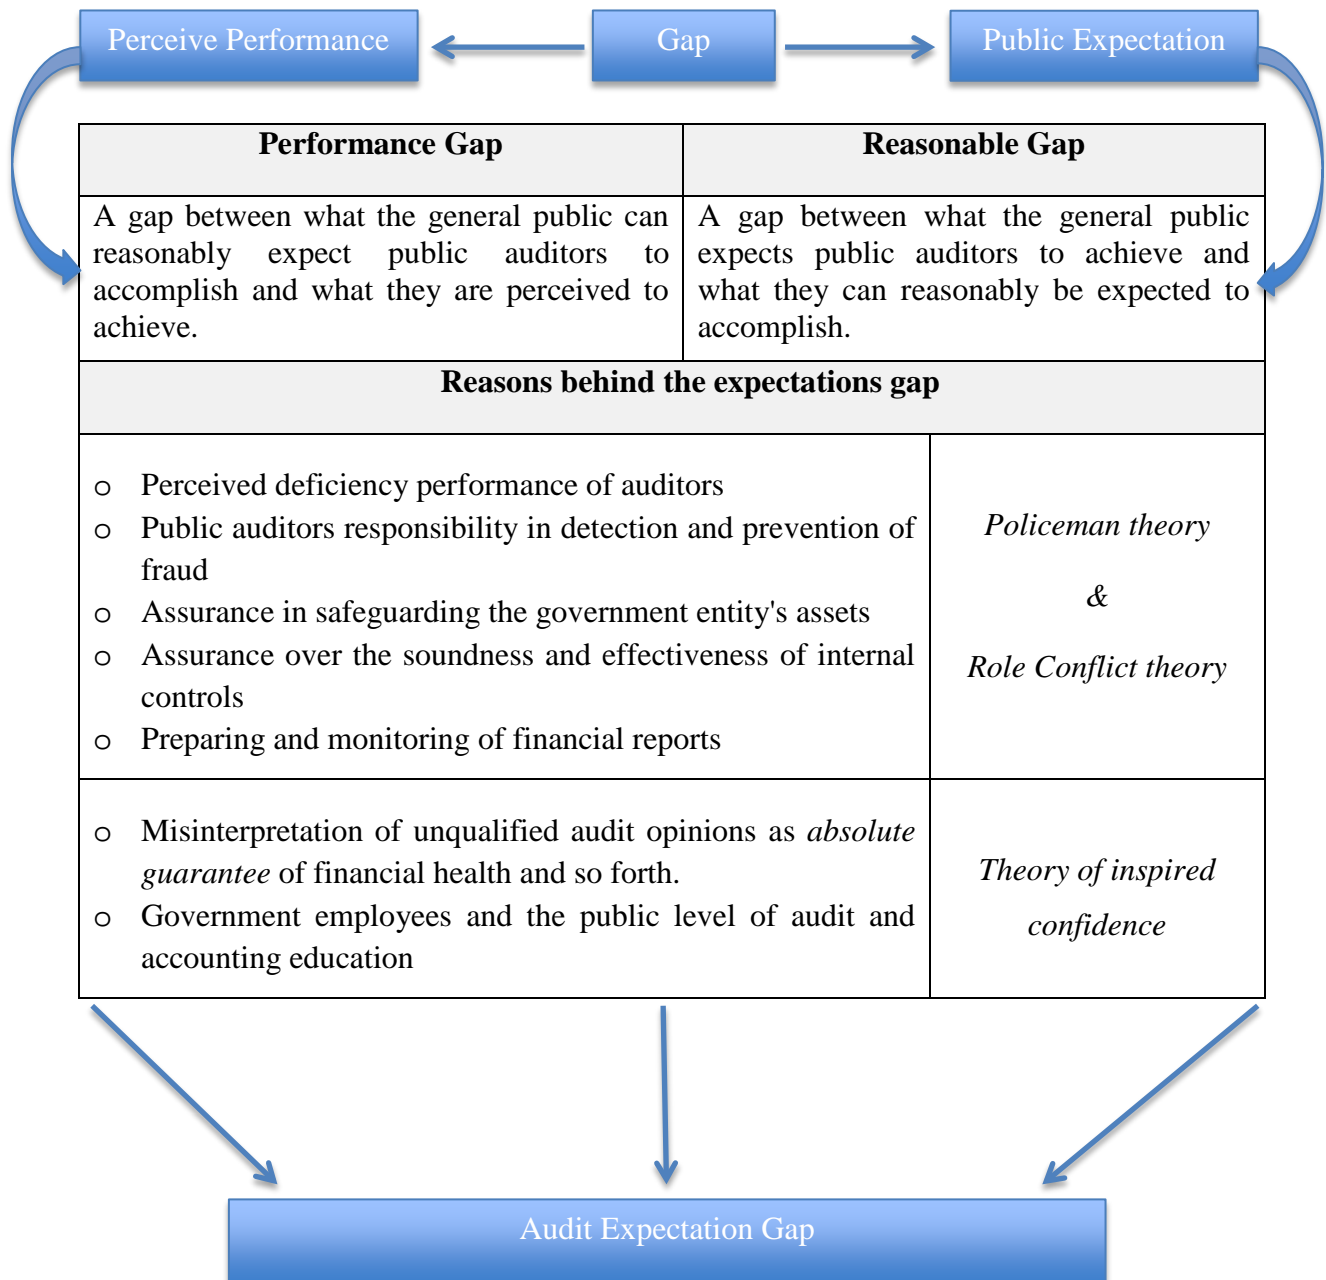 Perceive Performance
Gap
Public Expectation
Performance Gap
Reasonable Gap
A gap between what the general public can
reasonably expect public auditors to
accomplish and what they are perceived to
achieve.
A gap between what the general public
expects public auditors to achieve and
what they can reasonably be expected to
accomplish.
Reasons behind the expectations gap
o Perceived deficiency performance of auditors
o Public auditors responsibility in detection and prevention of
fraud
o Assurance in safeguarding the government entity's assets
o Assurance over the soundness and effectiveness of internal
controls
o Preparing and monitoring of financial reports
Policeman theory
&
Role Conflict theory
o Misinterpretation of unqualified audit opinions as absolute
guarantee of financial health and so forth.
o Government employees and the public level of audit and
accounting education
Theory of inspired
confidence
Audit Expectation Gap